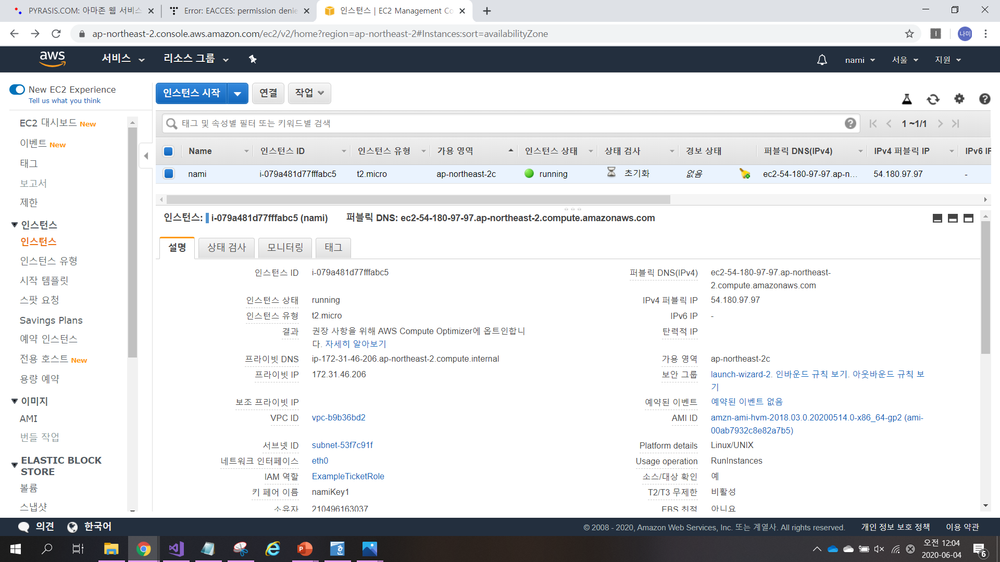 PYRASIS.COM: 아마존 웹 서비스
Error: EACCES: permission denie
인스턴스 | EC2 Management Co
ap-northeast-2.console.aws.amazon.com/ec2/v2/home?region=ap-northeast-2#Instances:sort=availabilityZone
나미
aws
서비스
리소스 그룹
nami
서울
지원
New EC2 Experience
Tell us what you think
EC2 대시보드 New
이벤트 New
태그
보고서
제한
인스턴스
인스턴스
인스턴스 유형
시작 템플릿
스팟 요청
Savings Plans
예약 인스턴스
전용 호스트 New
용량 예약
이미지
AMI
번들 작업
ELASTIC BLOCK
STORE
볼륨
스냅샷
인스턴스 시작
연결
작업
태그 및 속성별 필터 또는 키워드별 검색
1 ~1/1
Name 인스턴스 ID 인스턴스 유형 가용 영역 인스턴스 상태 상태 검사 경보 상태 퍼블릭 DNS(IPv4) IPv4 퍼블릭 IP IPv6 IP
nami i-079a481d77fffabc5 t2.micro ap-northeast-2c running 초기화 없음 ec2-54-180-97-97.ap-n... 54.180.97.97 -
인스턴스: i-079a481d77fffabc5 (nami) 퍼블릭 DNS: ec2-54-180-97-97.ap-northeast-2.compute.amazonaws.com
설명
상태 검사
모니터링
태그
인스턴스 ID i-079a481d77fffabc5
인스턴스 상태 running
인스턴스 유형 t2.micro
결과 권장 사항을 위해 AWS Compute Optimizer에 옵트인합니
다. 자세히 알아보기
프라이빗 DNS ip-172-31-46-206.ap-northeast-2.compute.internal
프라이빗 IP 172.31.46.206
보조 프라이빗 IP
VPC ID vpc-b9b36bd2
서브넷 ID subnet-53f7c91f
네트워크 인터페이스 eth0
IAM 역할 ExampleTicketRole
키 페어 이름 namiKey1
소유자 210496163037
퍼블릭 DNS(IPv4) ec2-54-180-97-97.ap-northeast-
2.compute.amazonaws.com
IPv4 퍼블릭 IP 54.180.97.97
IPv6 IP -
탄력적 IP
가용 영역 ap-northeast-2c
보안 그룹 launch-wizard-2. 인바운드 규칙 보기. 아웃바운드 규칙 보
기
예약된 이벤트 예약된 이벤트 없음
AMI ID amzn-ami-hvm-2018.03.0.20200514.0-x86_64-gp2 (ami-
00ab7932c8e82a7b5)
Platform details Linux/UNIX
Usage operation RunInstances
소스/대상 확인 예
T2/T3 무제한 비활성
EBS 최적 아니요
의견
한국어
© 2008 - 2020, Amazon Web Services, Inc. 또는 계열사. All rights reserved.
개인 정보 보호 정책
이용 약관
오전 12:04
2020-06-04
6